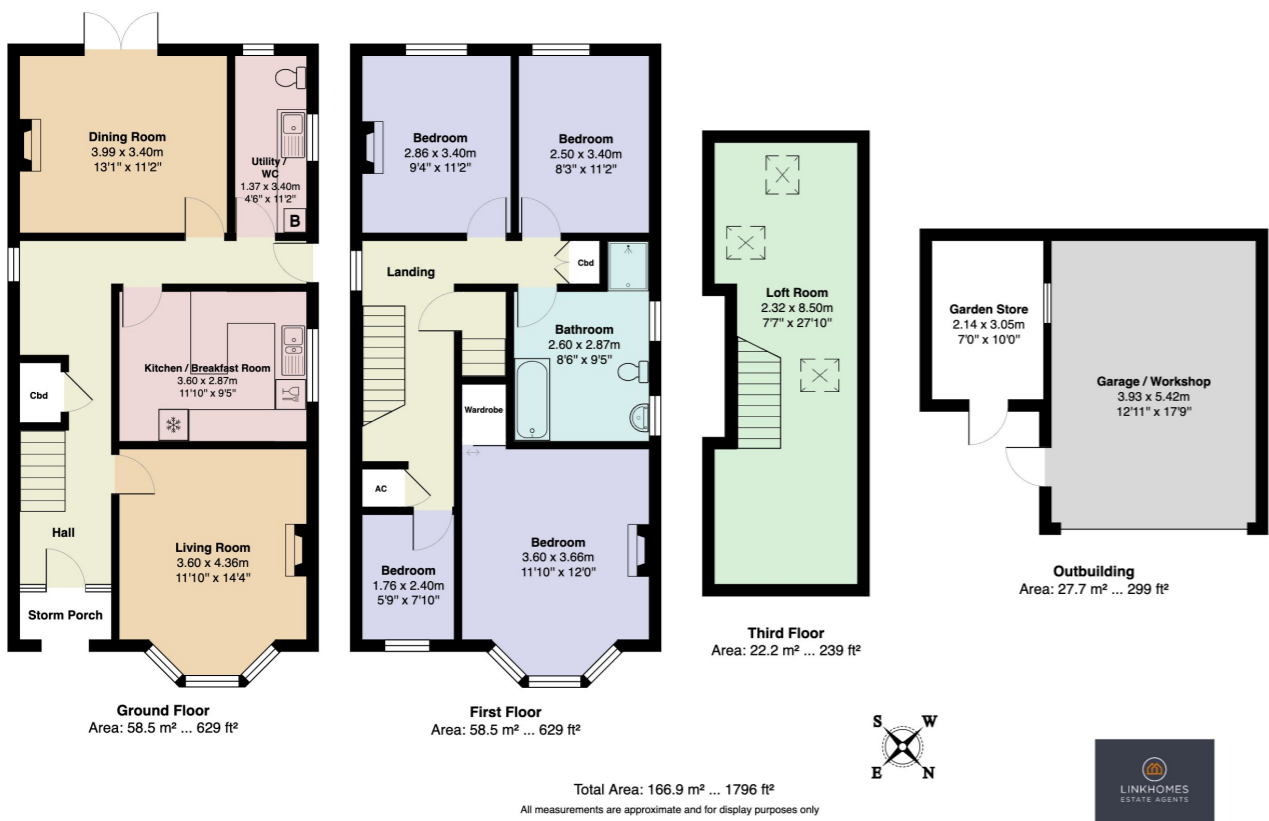 Dining Room
3.99 x 3.40m
13'1" x 11'2"
Utility /
WC
1.37 x 3.40m
4'6" x 11'2"
B
Kitchen / Breakfast Room
3.60 x 2.87m
11'10" x 9'5"
Cbd
Living Room
3.60 x 4.36m
11'10" x 14'4"
Hall
Storm Porch
Ground Floor
Area: 58.5 m² ... 629 ft²
Bedroom
2.86 x 3.40m
9'4" x 11'2"
Bedroom
2.50 x 3.40m
8'3" x 11'2"
Landing
Cbd
Bathroom
2.60 x 2.87m
8'6" x 9'5"
Wardrobe
AC
Bedroom
1.76 x 2.40m
5'9" x 7'10"
Bedroom
3.60 x 3.66m
11'10" x 12'0"
First Floor
Area: 58.5 m² ... 629 ft²
Loft Room
2.32 x 8.50m
7'7" x 27'10"
Third Floor
Area: 22.2 m² ... 239 ft²
Garden Store
2.14 x 3.05m
7'0" x 10'0"
Garage / Workshop
3.93 x 5.42m
12'11" x 17'9"
Outbuilding
Area: 27.7 m² ... 299 ft²
S W
E N
Total Area: 166.9 m² ... 1796 ft²
All measurements are approximate and for display purposes only
LINKHOMES
ESTATE AGENTS